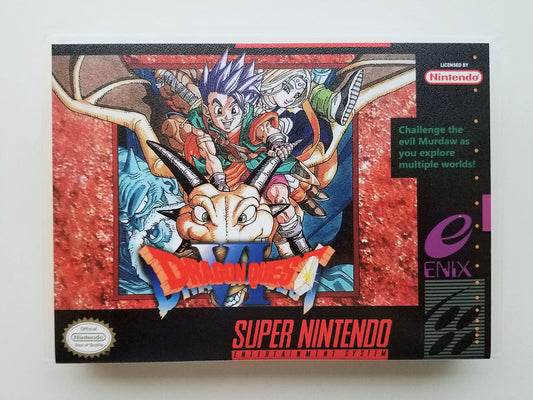 LICENSED BY
Nintendo
Challenge the
evil Murdaw as
you explore
multiple worlds!
e
ENIX
VI
DRAGON QUEST
Official
Nintendo
Seal of Quality
SUPER NINTENDO
ENTERTAINMENT SYSTEM